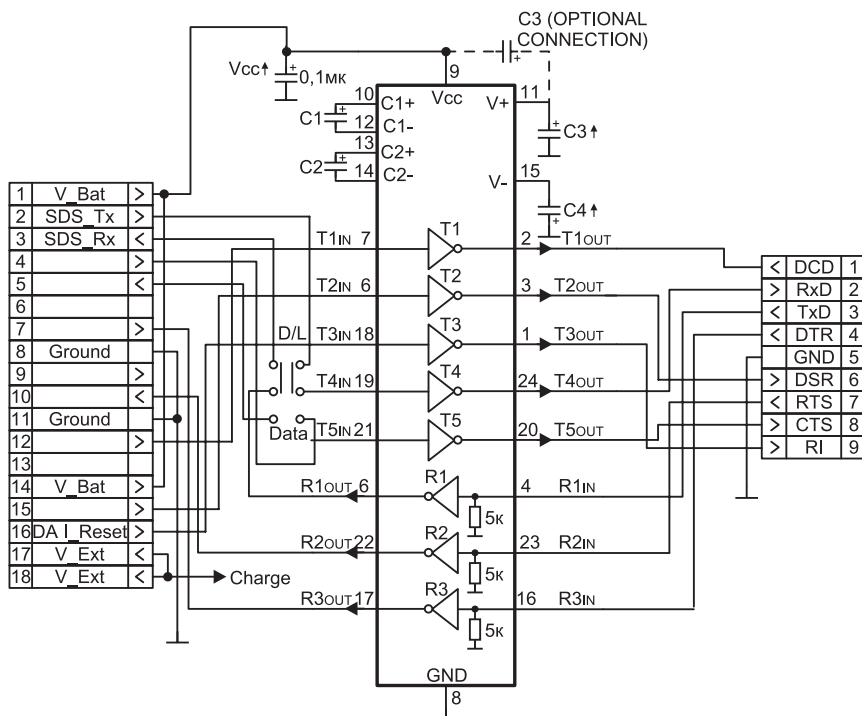 C3 (OPTIONAL
CONNECTION)
Vcc
0,1мк
9
Vcc
10
C1+
C1
12
C1-
13
C2+
C2
14
C2-
11
V+
C3
15
V-
C4
1 V_Bat >
2 SDS_Tx >
3 SDS_Rx <
4 >
5 <
6
7 >
8 Ground
9 >
10 <
11 Ground
12 >
13
14 V_Bat >
15 >
16 DA I_Reset >
17 V_Ext <
18 V_Ext <
Charge
D/L
Data
T1IN 7 T1 2 T1OUT
T2IN 6 T2 3 T2OUT
T3IN 18 T3 1 T3OUT
T4IN 19 T4 24 T4OUT
T5IN 21 T5 20 T5OUT
R1OUT 6 R1 4 R1IN
5к
R2OUT 22 R2 23 R2IN
5к
R3OUT 17 R3 16 R3IN
5к
GND
8
< DCD 1
> RxD 2
< TxD 3
< DTR 4
GND 5
> DSR 6
< RTS 7
> CTS 8
> RI 9